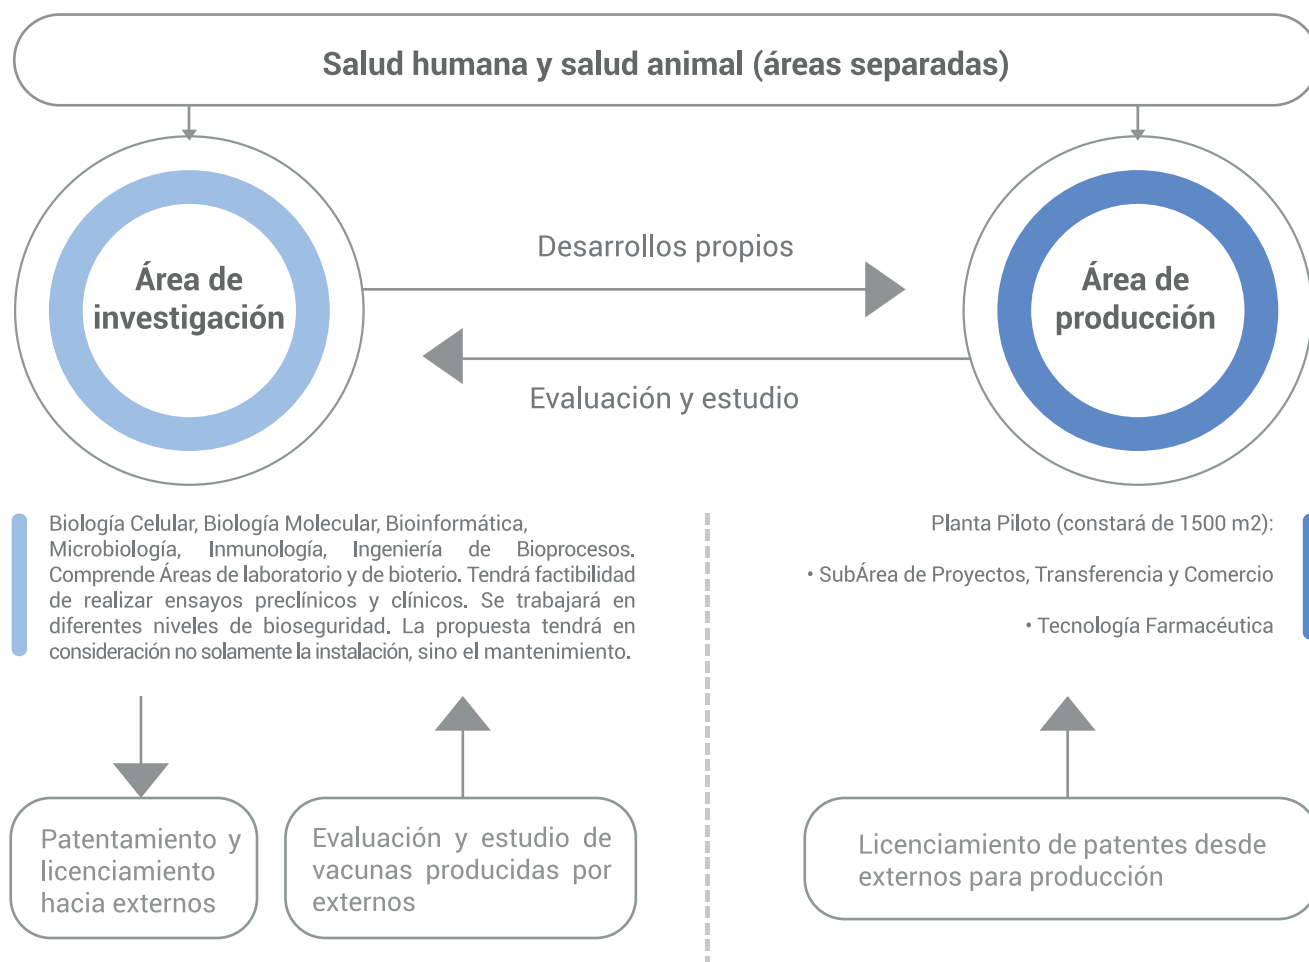 Salud humana y salud animal (áreas separadas)
Área de
investigación
Desarrollos propios
Evaluación y estudio
Área de
producción
Biología Celular, Biología Molecular, Bioinformática,
Microbiología, Inmunología, Ingeniería de Bioprocesos.
Comprende Áreas de laboratorio y de bioterio. Tendrá factibilidad
de realizar ensayos preclínicos y clínicos. Se trabajará en
diferentes niveles de bioseguridad. La propuesta tendrá en
consideración no solamente la instalación, sino el mantenimiento.
Planta Piloto (constará de 1500 m2):
• SubÁrea de Proyectos, Transferencia y Comercio
• Tecnología Farmacéutica
Patentamiento y
licenciamiento
hacia externos
Evaluación y estudio de
vacunas producidas por
externos
Licenciamiento de patentes desde
externos para producción